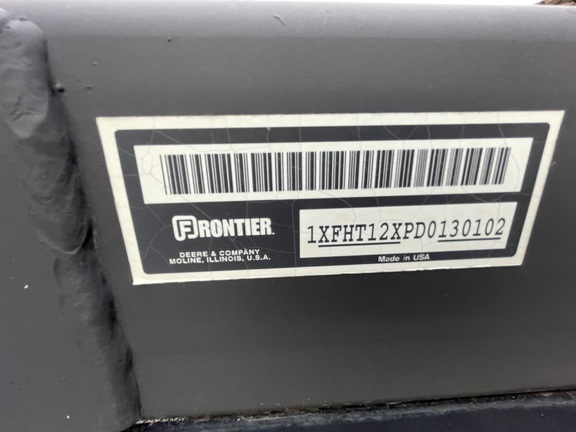 FRONTIER
DEERE & COMPANY
MOLINE, ILLINOIS, U.S.A.
1XFHT12XPD0130102
Made in USA